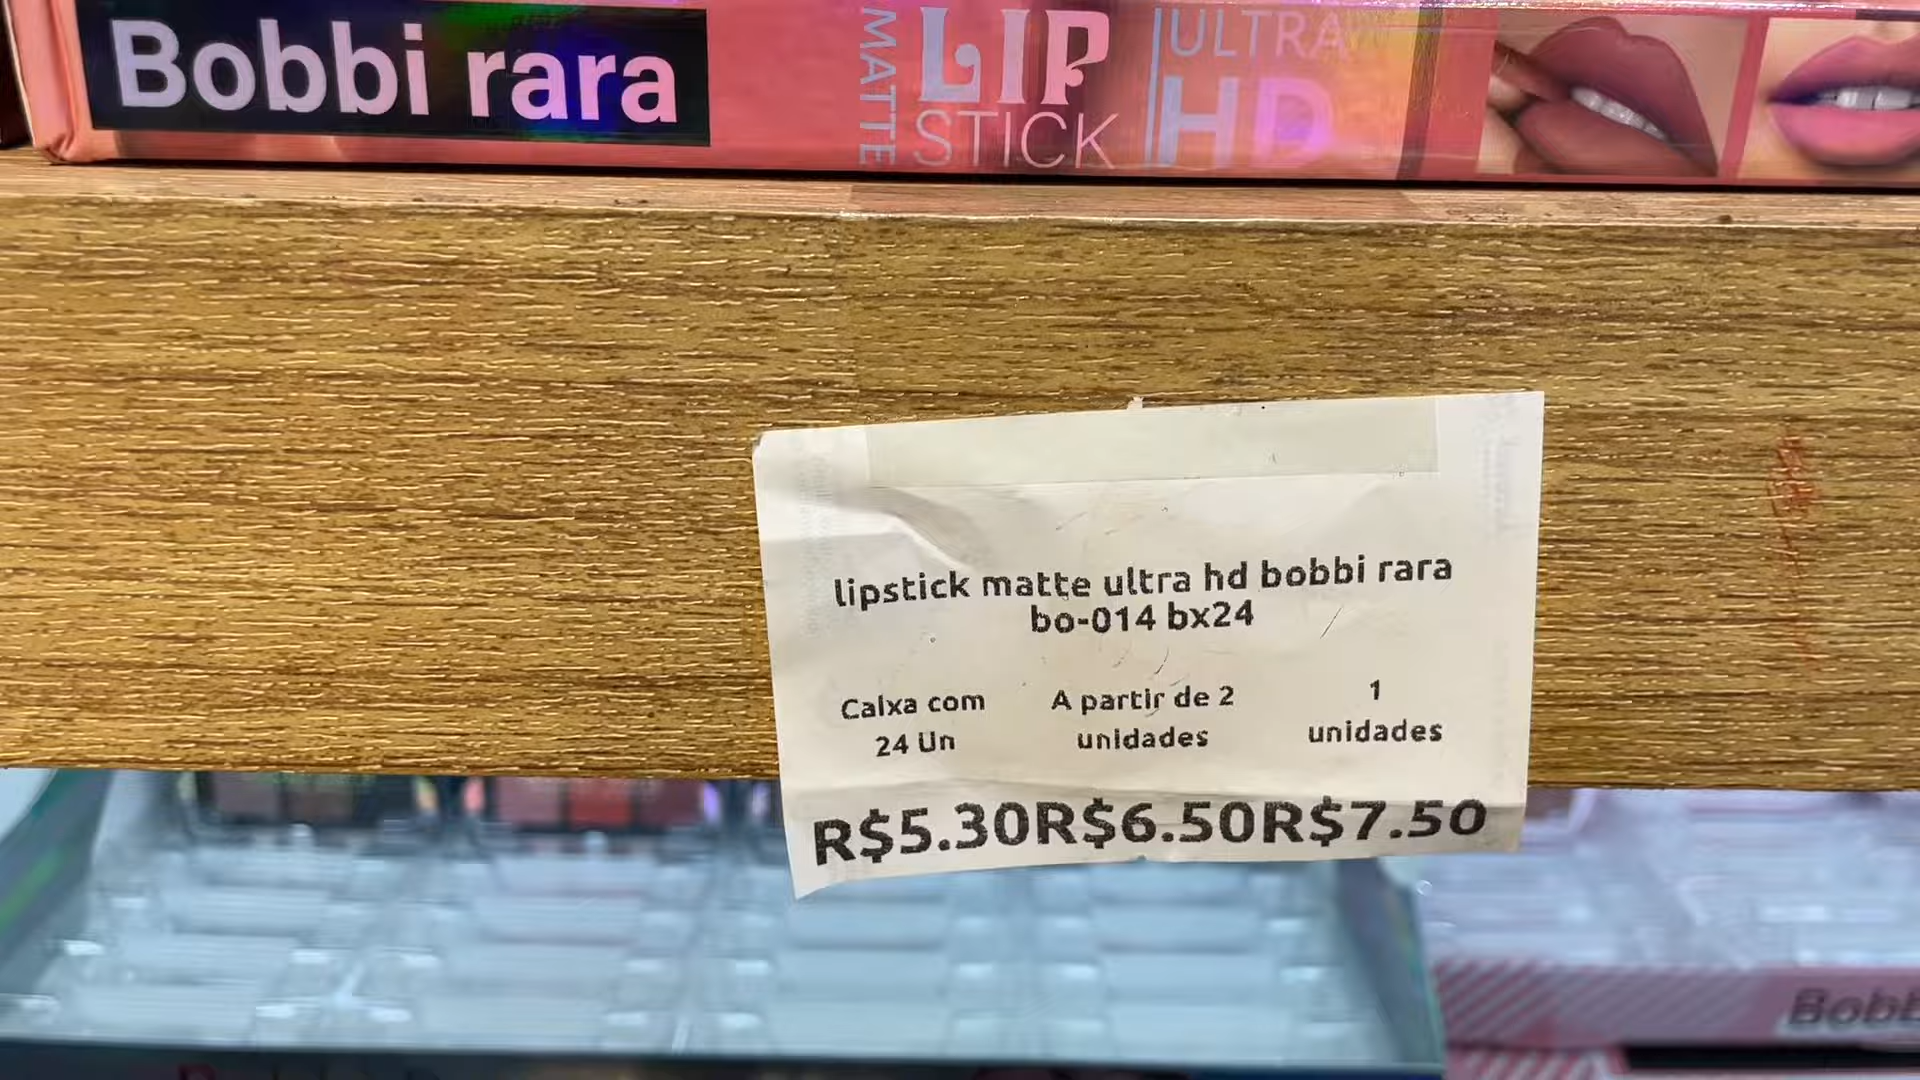 Bobbi rara
MATTE
LIP
STICK
ULTRA
HD
lipstick matte ultra hd bobbi rara
bo-014 bx24
Caixa com
24 Un
A partir de 2
unidades
1
unidades
R$5.30R$6.50R$7.50
Bobb